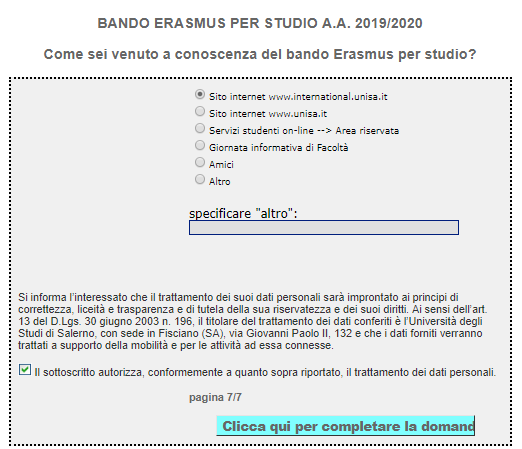 BANDO ERASMUS PER STUDIO A.A. 2019/2020
Come sei venuto a conoscenza del bando Erasmus per studio?
Sito internet www.international.unisa.it
Sito internet www.unisa.it
Servizi studenti on-line --> Area riservata
Giornata informativa di Facoltà
Amici
Altro
specificare "altro":
Si informa l'interessato che il trattamento dei suoi dati personali sarà improntato ai principi di
correttezza, liceità e trasparenza e di tutela della sua riservatezza e dei suoi diritti. Ai sensi dell'art.
13 del D.Lgs. 30 giugno 2003 n. 196, il titolare del trattamento dei dati conferiti è l'Università degli
Studi di Salerno, con sede in Fisciano (SA), via Giovanni Paolo II, 132 e che i dati forniti verranno
trattati a supporto della mobilità e per le attività ad essa connesse.
Il sottoscritto autorizza, conformemente a quanto sopra riportato, il trattamento dei dati personali.
pagina 7/7
Clicca qui per completare la domand